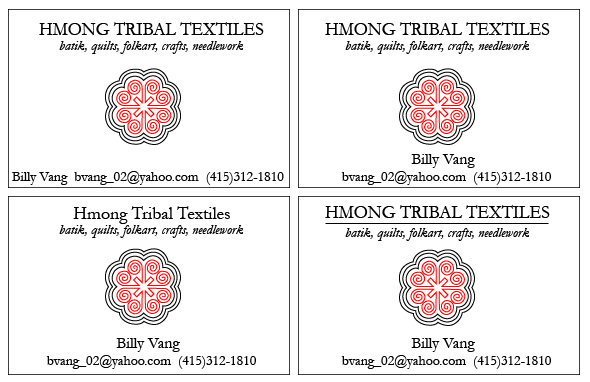 HMONG TRIBAL TEXTILES
batik, quilts, folkart, crafts, needlework
Billy Vang bvang_02@yahoo.com (415)312-1810
HMONG TRIBAL TEXTILES
batik, quilts, folkart, crafts, needlework
Billy Vang
bvang_02@yahoo.com (415)312-1810
Hmong Tribal Textiles
batik, quilts, folkart, crafts, needlework
Billy Vang
bvang_02@yahoo.com (415)312-1810
HMONG TRIBAL TEXTILES
batik, quilts, folkart, crafts, needlework
Billy Vang
bvang_02@yahoo.com (415)312-1810